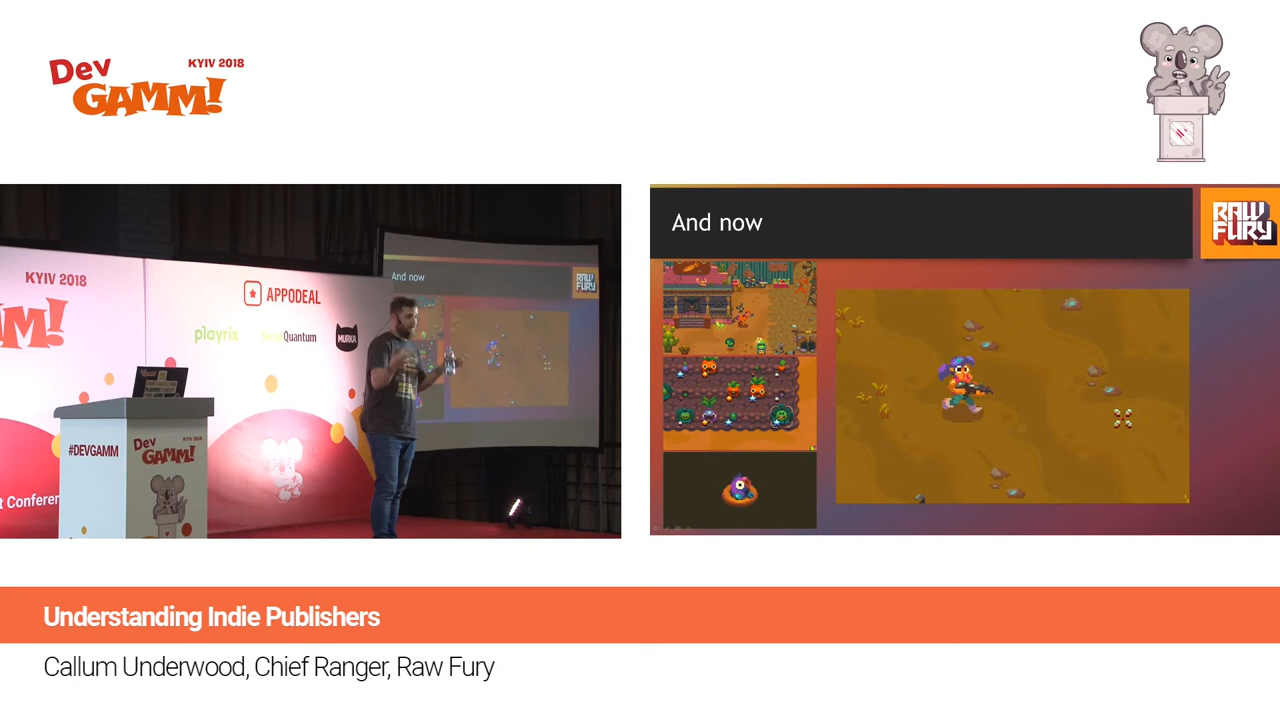 Dev
GAMM!
KYIV 2018
KYIV 2018
M!
APPODEAL
playrix
Quantum
MURKA
And now
RAW
FURY
#DEVGAMM
Dev
GAMM!
KYIV 2018
t Conferen
And now
RAW
FURY
Understanding Indie Publishers
Callum Underwood, Chief Ranger, Raw Fury